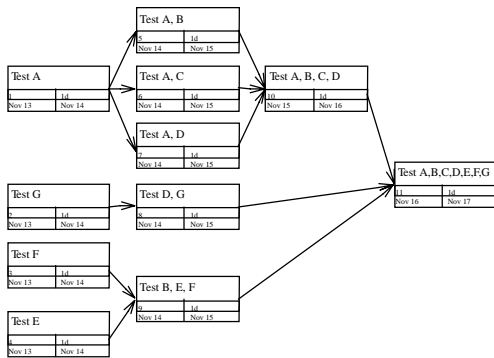 Test A, B
5 1d
Nov 14 Nov 15
Test A
1 1d
Nov 13 Nov 14
Test A, C
6 1d
Nov 14 Nov 15
Test A, B, C, D
10 1d
Nov 15 Nov 16
Test A, D
7 1d
Nov 14 Nov 15
Test A,B,C,D,E,F,G
11 1d
Nov 16 Nov 17
Test G
2 1d
Nov 13 Nov 14
Test D, G
8 1d
Nov 14 Nov 15
Test F
3 1d
Nov 13 Nov 14
Test B, E, F
9 1d
Nov 14 Nov 15
Test E
4 1d
Nov 13 Nov 14